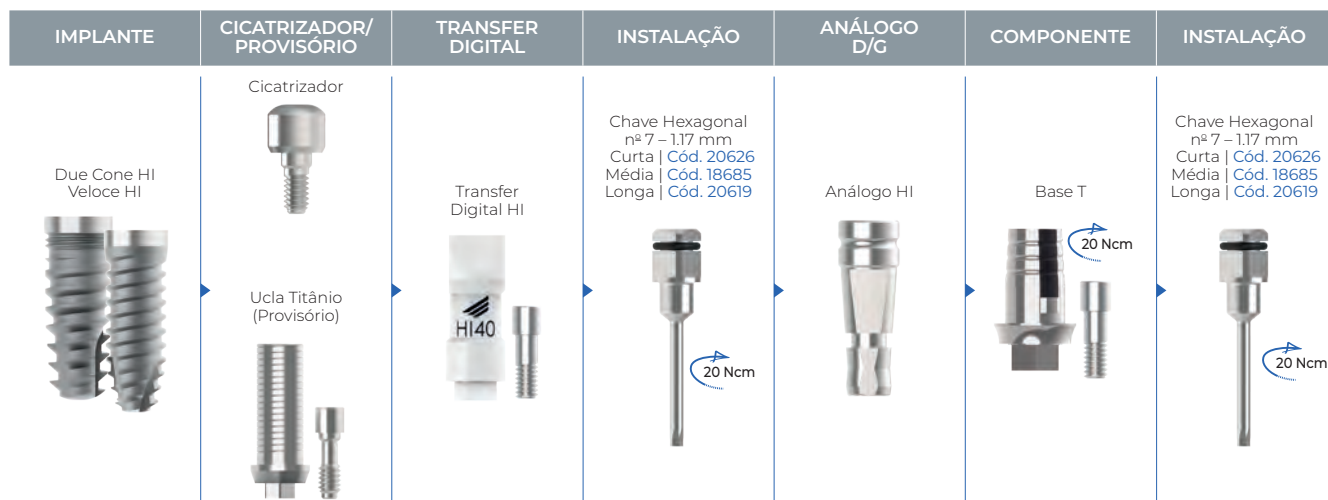 IMPLANTE
CICATRIZADOR/
PROVISÓRIO
TRANSFER
DIGITAL
INSTALAÇÃO
ANÁLOGO
D/G
COMPONENTE
INSTALAÇÃO
Due Cone HI
Veloce HI
Cicatrizador
Ucla Titânio
(Provisório)
Transfer
Digital HI
HI40
Chave Hexagonal
nº 7 – 1.17 mm
Curta | Cód. 20626
Média | Cód. 18685
Longa | Cód. 20619
20 Ncm
Análogo HI
Base T
20 Ncm
Chave Hexagonal
nº 7 – 1.17 mm
Curta | Cód. 20626
Média | Cód. 18685
Longa | Cód. 20619
20 Ncm